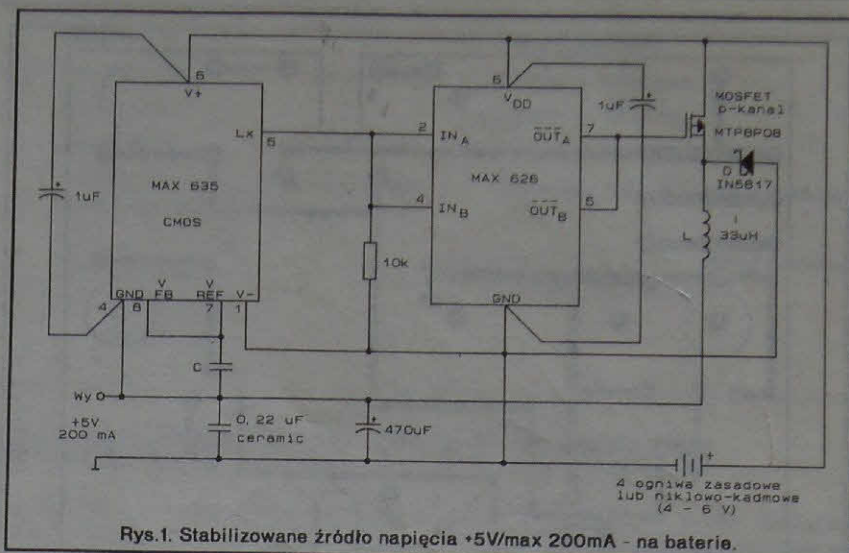 6
V+
Lx
5
MAX 635
CMOS
1uF
GND
4
V
FB
8
V
REF
7
V-
1
C
10k
2
IN A
4
IN B
MAX 626
6
V DD
OUT A
7
OUT B
5
GND
1uF
MOSFET
p-kanal
MTP8P08
D
IN5817
L
33uH
Wy
+5V
200 mA
0,22 uF
ceramic
470uF
+
4 ogniwa zasadowe
lub niklowo-kadmowe
(4 - 6 V)
Rys.1. Stabilizowane źródło napięcia +5V/max 200mA - na baterie.